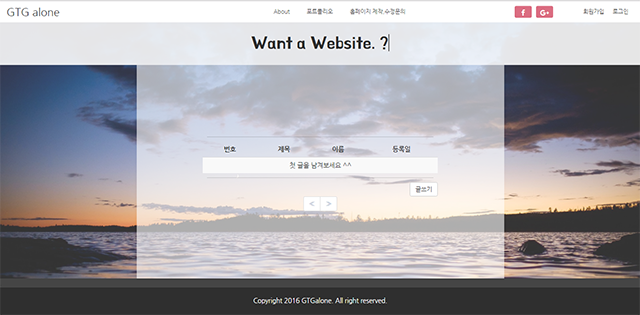 GTG alone About 포트폴리오 홈페이지 제작,수정문의 f G+ 회원가입 로그인
Want a Website. ?
번호 제목 이름 등록일
첫 글을 남겨보세요 ^^
글쓰기
< >
Copyright 2016 GTGalone. All right reserved.